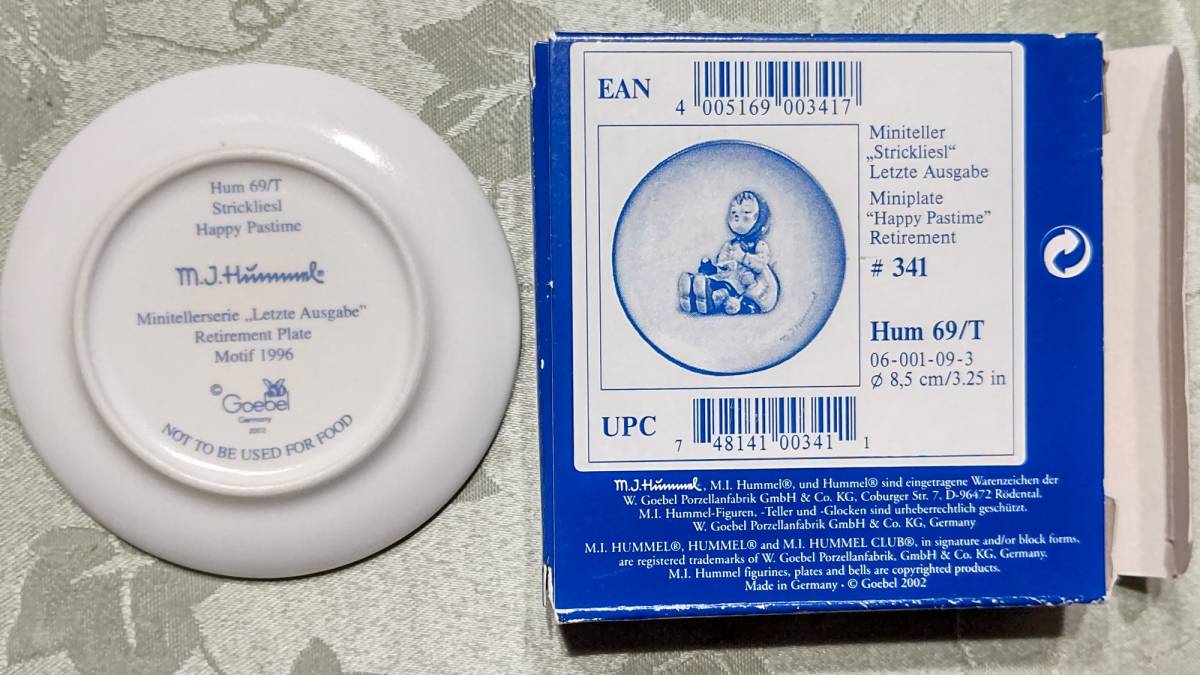 Hum 69/T
Strickliesl
Happy Pastime
M.J.Hummel®
Minitellerserie „Letzte Ausgabe"
Retirement Plate
Motif 1996
© Goebel
Germany
2002
NOT TO BE USED FOR FOOD
EAN
4 005169 003417
Miniteller
„Strickliesl“
Letzte Ausgabe
Miniplate
“Happy Pastime”
Retirement
# 341
Hum 69/T
06-001-09-3
Ø 8,5 cm/3.25 in
UPC
7 48141 00341 1
M.J.Hummel, M.I. Hummel®, und Hummel® sind eingetragene Warenzeichen der
W. Goebel Porzellanfabrik GmbH & Co. KG, Coburger Str. 7, D-96472 Rödental.
M.I. Hummel-Figuren, -Teller und -Glocken sind urheberrechtlich geschützt.
W. Goebel Porzellanfabrik GmbH & Co. KG, Germany
M.I. HUMMEL®, HUMMEL® and M.I. HUMMEL CLUB®, in signature and/or block forms,
are registered trademarks of W. Goebel Porzellanfabrik, GmbH & Co. KG, Germany.
M.I. Hummel figurines, plates and bells are copyrighted products.
Made in Germany · © Goebel 2002